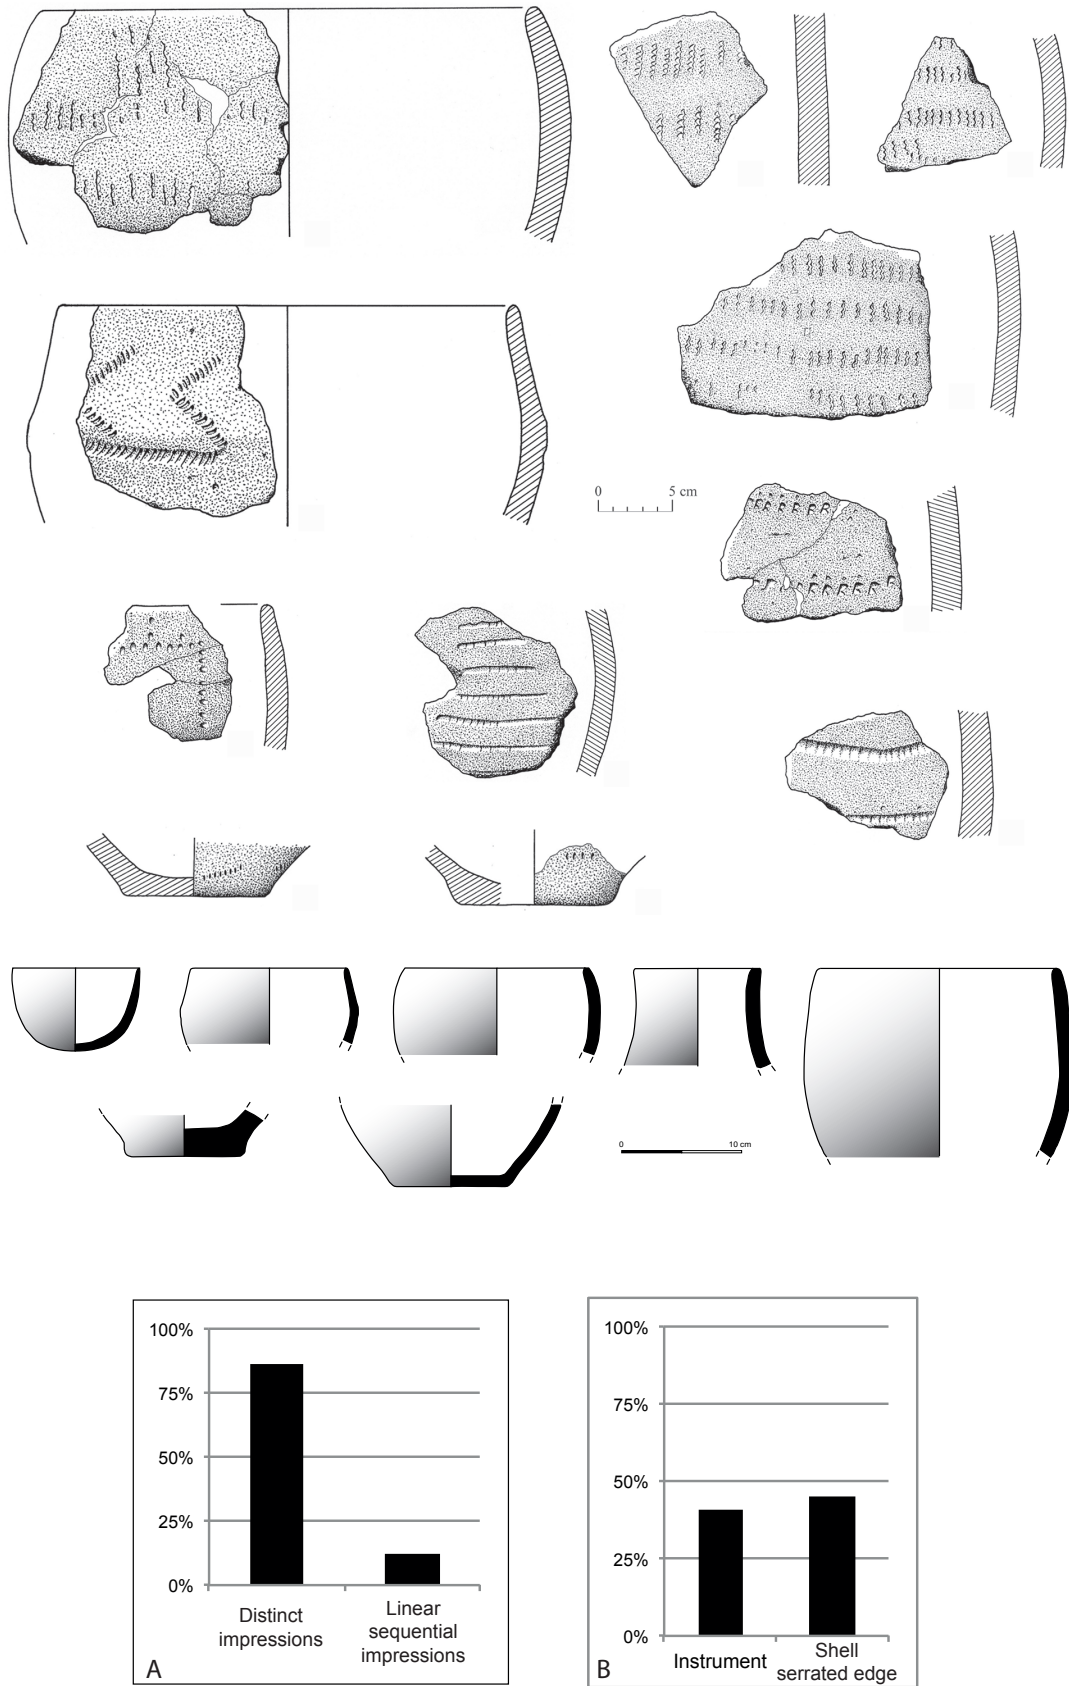 0 5 cm
0 10 cm
100%
75%
50%
25%
0%
Distinct
impressions
Linear
sequential
impressions
A
100%
75%
50%
25%
0%
Instrument
Shell
serrated edge
B